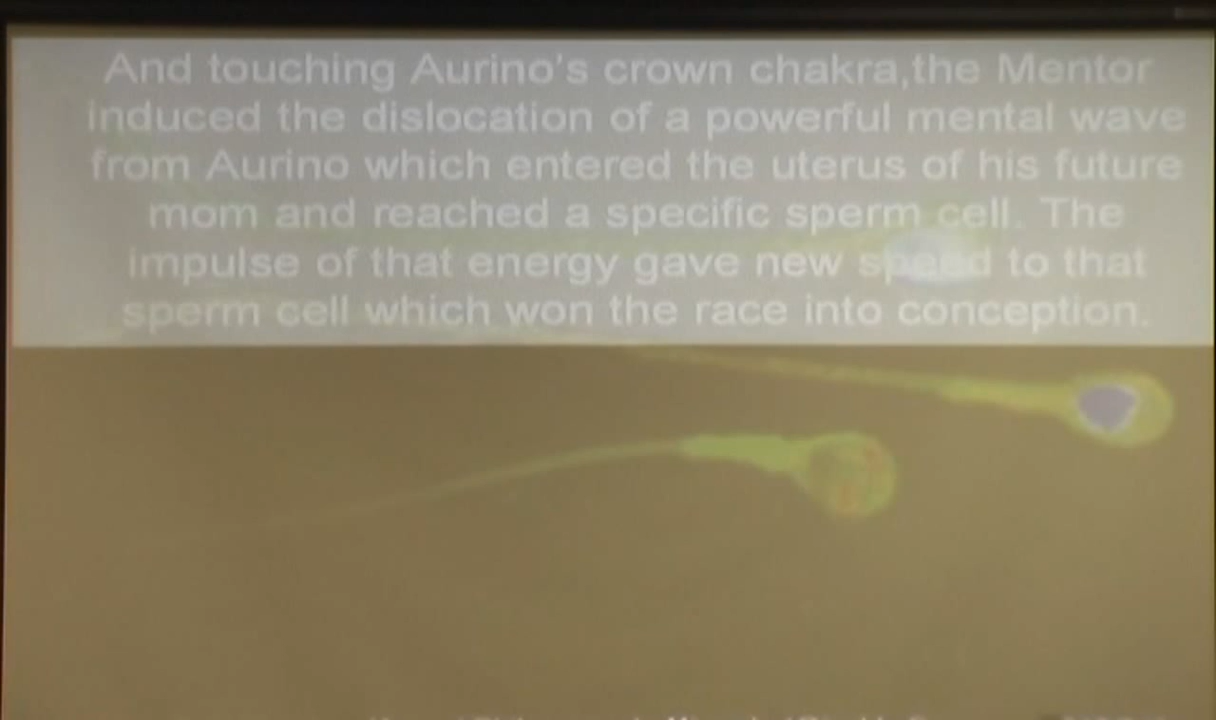 And touching Aurino's crown chakra,the Mentor
induced the dislocation of a powerful mental wave
from Aurino which entered the uterus of his future
mom and reached a specific sperm cell. The
impulse of that energy gave new speed to that
sperm cell which won the race into conception.